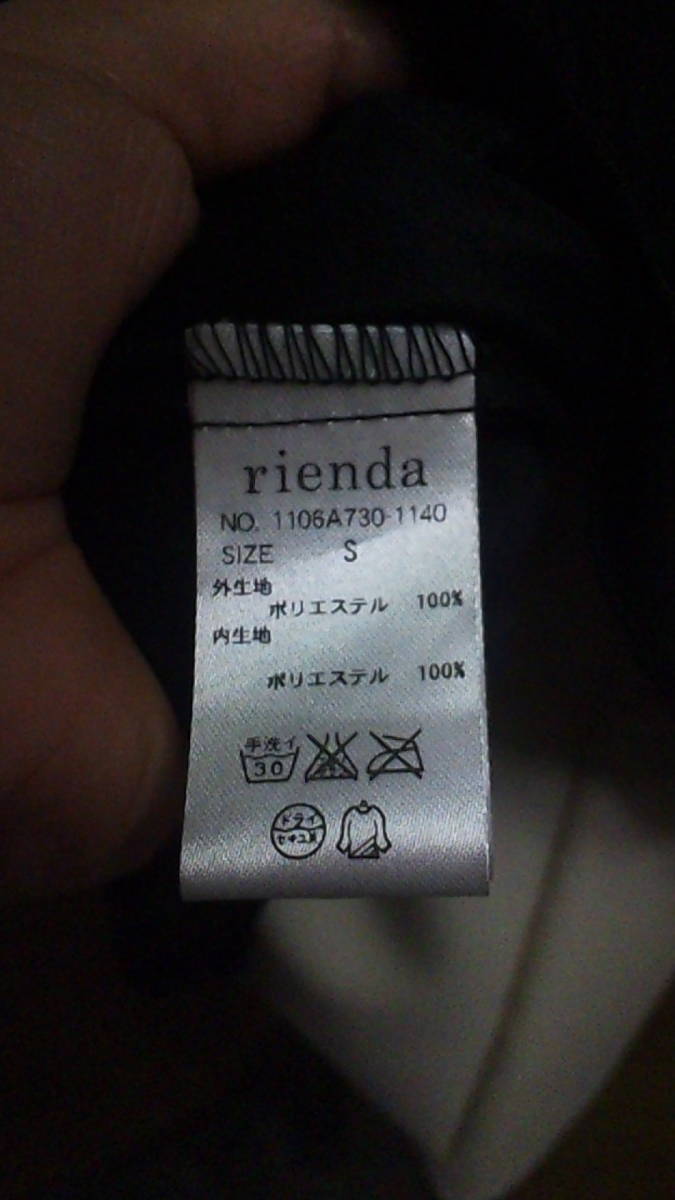 rienda
NO. 1106A730-1140
SIZE S
外生地
ポリエステル 100%
内生地
ポリエステル 100%
手洗イ
30
ドライ
セキユ系